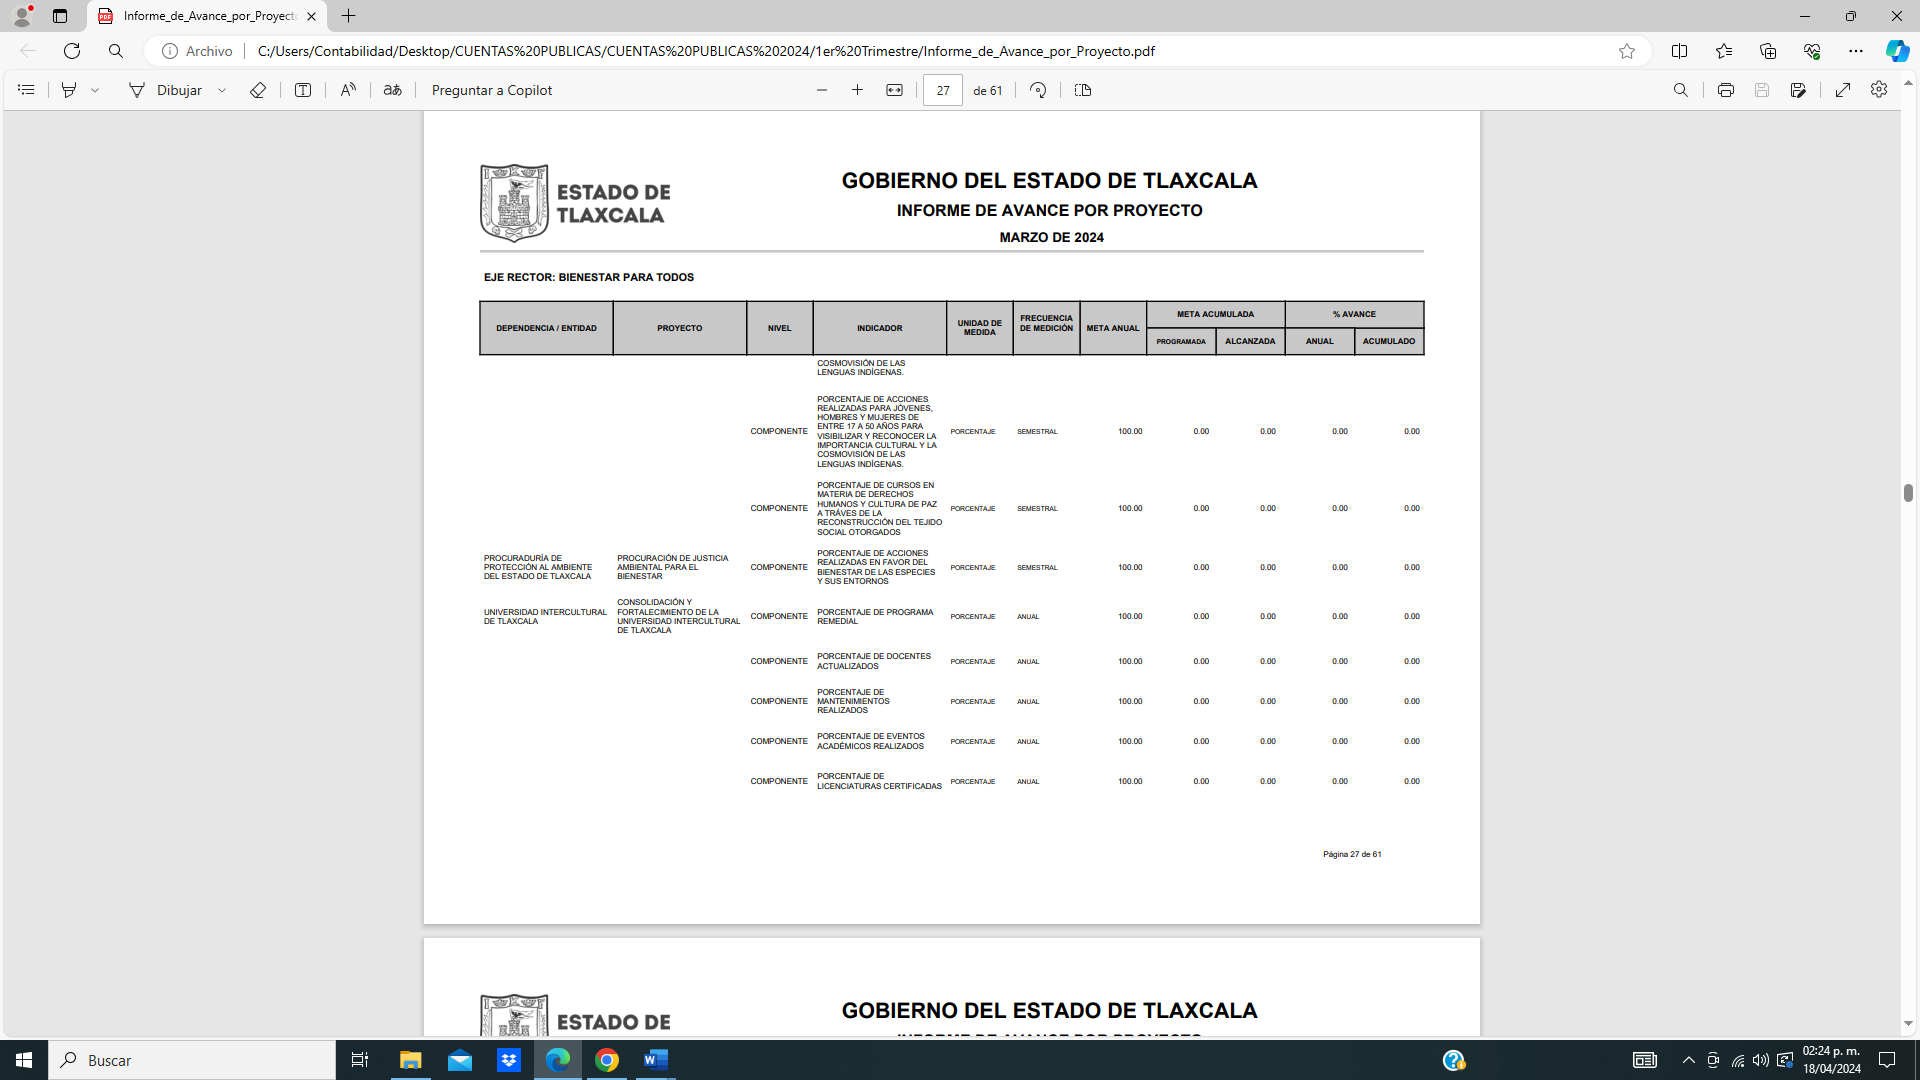 Informe_de_Avance_por_Proyecto
Archivo
C:/Users/Contabilidad/Desktop/CUENTAS%20PUBLICAS/CUENTAS%20PUBLICAS%202024/1er%20Trimestre/Informe_de_Avance_por_Proyecto.pdf
Dibujar
Preguntar a Copilot
27 de 61
ESTADO DE
TLAXCALA
GOBIERNO DEL ESTADO DE TLAXCALA
INFORME DE AVANCE POR PROYECTO
MARZO DE 2024
EJE RECTOR: BIENESTAR PARA TODOS
DEPENDENCIA / ENTIDAD PROYECTO NIVEL INDICADOR UNIDAD DE MEDIDA FRECUENCIA DE MEDICIÓN META ANUAL META ACUMULADA % AVANCE
PROGRAMADA ALCANZADA ANUAL ACUMULADO
COSMOVISIÓN DE LAS
LENGUAS INDÍGENAS.
COMPONENTE
PORCENTAJE DE ACCIONES
REALIZADAS PARA JÓVENES,
HOMBRES Y MUJERES DE
ENTRE 17 A 50 AÑOS PARA
VISIBILIZAR Y RECONOCER LA
IMPORTANCIA CULTURAL Y LA
COSMOVISIÓN DE LAS
LENGUAS INDÍGENAS.
PORCENTAJE SEMESTRAL 100.00 0.00 0.00 0.00 0.00
COMPONENTE
PORCENTAJE DE CURSOS EN
MATERIA DE DERECHOS
HUMANOS Y CULTURA DE PAZ
A TRÁVES DE LA
RECONSTRUCCIÓN DEL TEJIDO
SOCIAL OTORGADOS
PORCENTAJE SEMESTRAL 100.00 0.00 0.00 0.00 0.00
PROCURADURÍA DE
PROTECCIÓN AL AMBIENTE
DEL ESTADO DE TLAXCALA
PROCURACIÓN DE JUSTICIA
AMBIENTAL PARA EL
BIENESTAR
COMPONENTE
PORCENTAJE DE ACCIONES
REALIZADAS EN FAVOR DEL
BIENESTAR DE LAS ESPECIES
Y SUS ENTORNOS
PORCENTAJE SEMESTRAL 100.00 0.00 0.00 0.00 0.00
UNIVERSIDAD INTERCULTURAL
DE TLAXCALA
CONSOLIDACIÓN Y
FORTALECIMIENTO DE LA
UNIVERSIDAD INTERCULTURAL
DE TLAXCALA
COMPONENTE
PORCENTAJE DE PROGRAMA
REMEDIAL
PORCENTAJE ANUAL 100.00 0.00 0.00 0.00 0.00
COMPONENTE
PORCENTAJE DE DOCENTES
ACTUALIZADOS
PORCENTAJE ANUAL 100.00 0.00 0.00 0.00 0.00
COMPONENTE
PORCENTAJE DE
MANTENIMIENTOS
REALIZADOS
PORCENTAJE ANUAL 100.00 0.00 0.00 0.00 0.00
COMPONENTE
PORCENTAJE DE EVENTOS
ACADÉMICOS REALIZADOS
PORCENTAJE ANUAL 100.00 0.00 0.00 0.00 0.00
COMPONENTE
PORCENTAJE DE
LICENCIATURAS CERTIFICADAS
PORCENTAJE ANUAL 100.00 0.00 0.00 0.00 0.00
Página 27 de 61
ESTADO DE
GOBIERNO DEL ESTADO DE TLAXCALA
INFORME DE AVANCE POR PROYECTO
Buscar
02:24 p. m.
18/04/2024